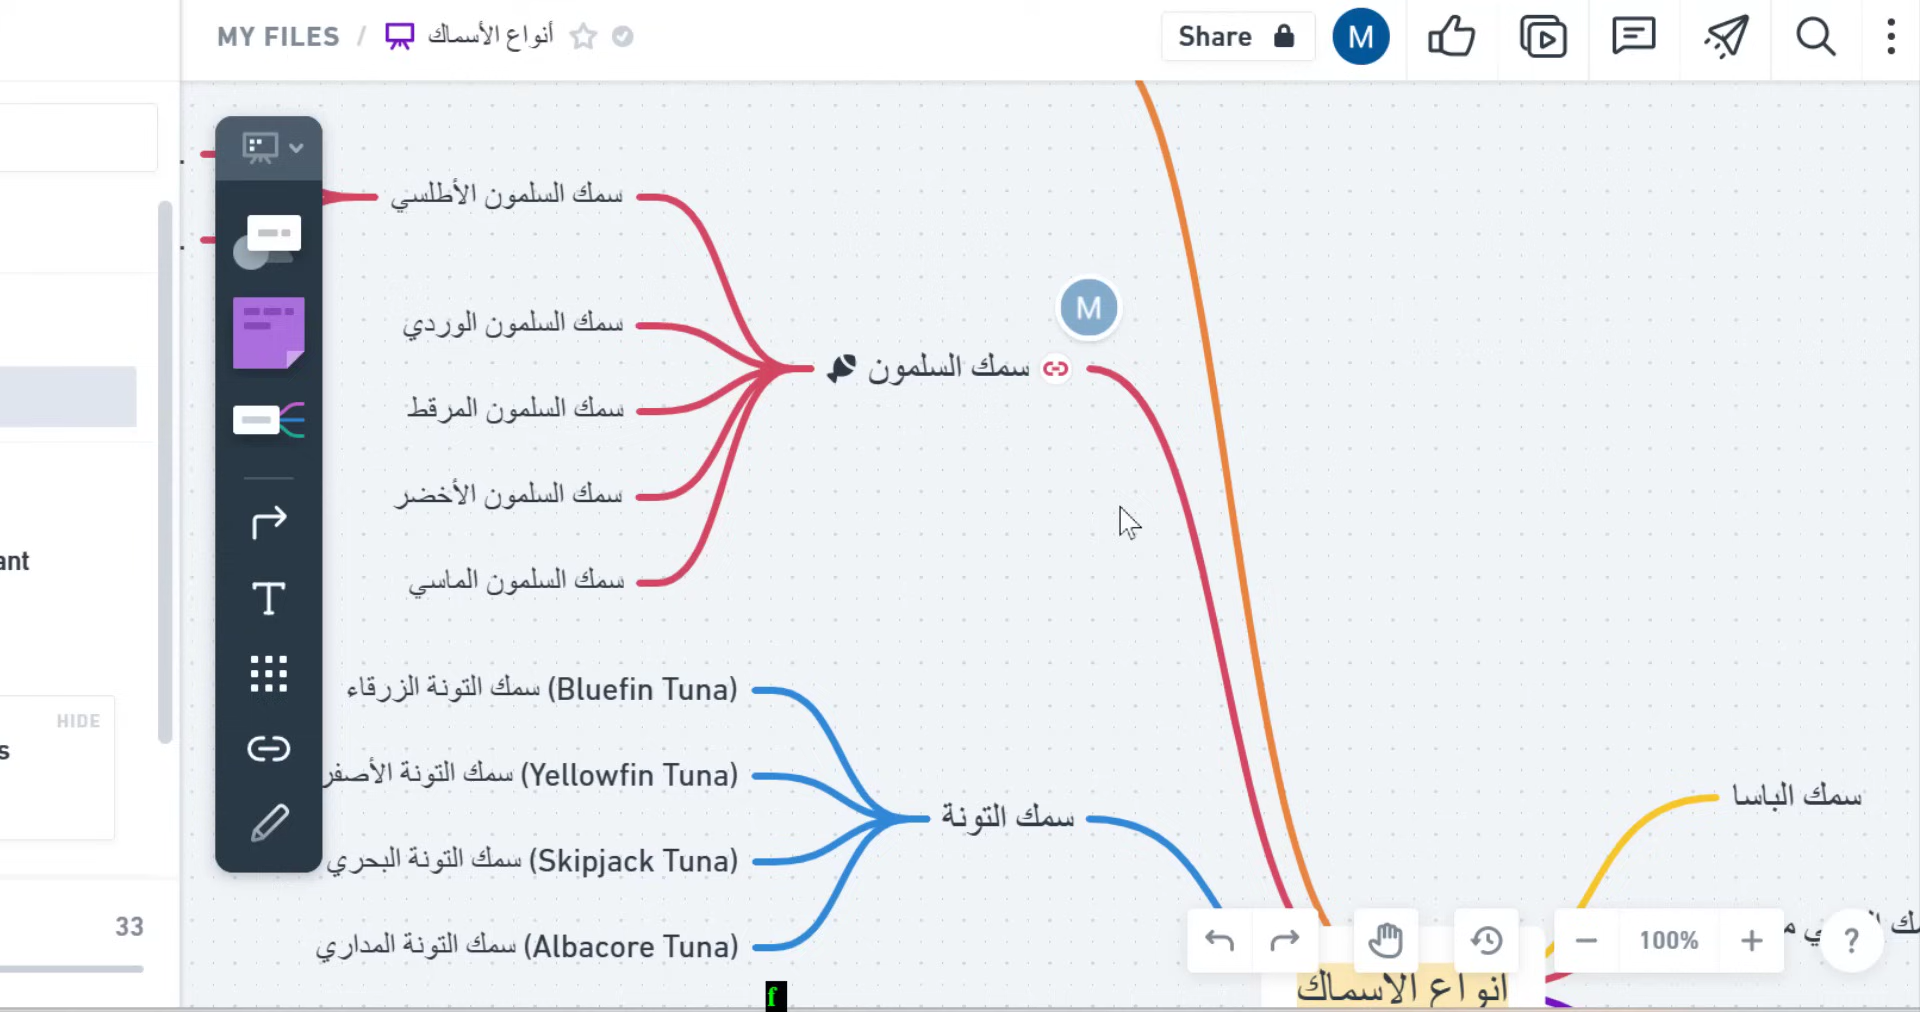 MY FILES / أنواع الأسماك
Share
M
سمك السلمون الأطلسي
سمك السلمون الوردي
M
سمك السلمون
سمك السلمون المرقط
سمك السلمون الأخضر
سمك السلمون الماسي
ant
HIDE
s
سمك التونة الزرقاء (Bluefin Tuna)
سمك التونة الأصفر (Yellowfin Tuna)
سمك التونة
سمك الباسا
سمك التونة البحري (Skipjack Tuna)
33
سمك التونة المداري (Albacore Tuna)
100%
?
أنواع الأسماك
f